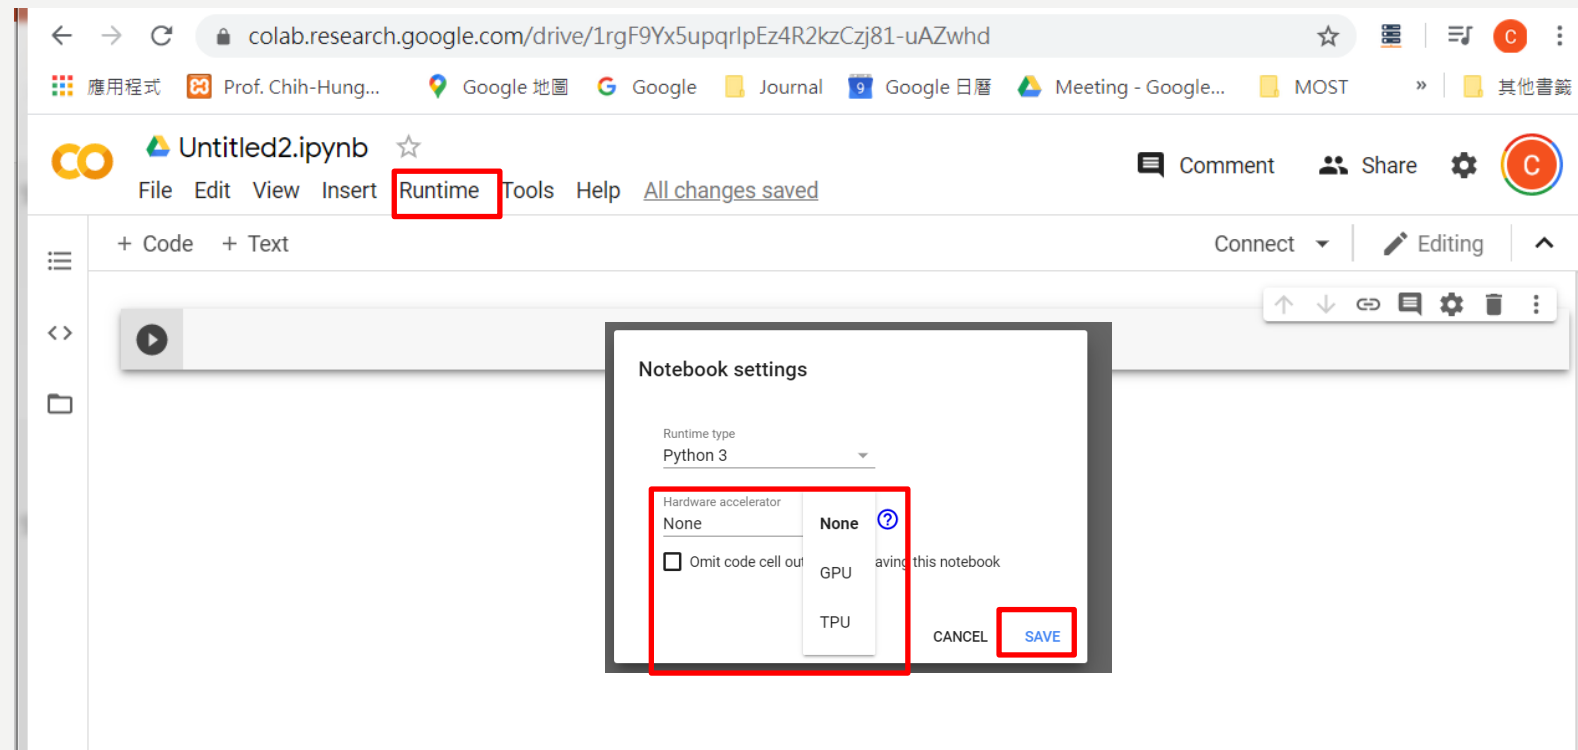 colab.research.google.com/drive/1rgF9Yx5upqrlpEz4R2kzCzj81-uAZwhd
C
應用程式 Prof. Chih-Hung... Google 地圖 G Google Journal 9 Google 日曆 Meeting - Google... MOST » 其他書籤
CO
Untitled2.ipynb
Comment Share C
File Edit View Insert Runtime Tools Help All changes saved
+ Code + Text Connect Editing
Notebook settings
Runtime type
Python 3
Hardware accelerator
None
None
?
Omit code cell out
aving this notebook
GPU
TPU
CANCEL SAVE